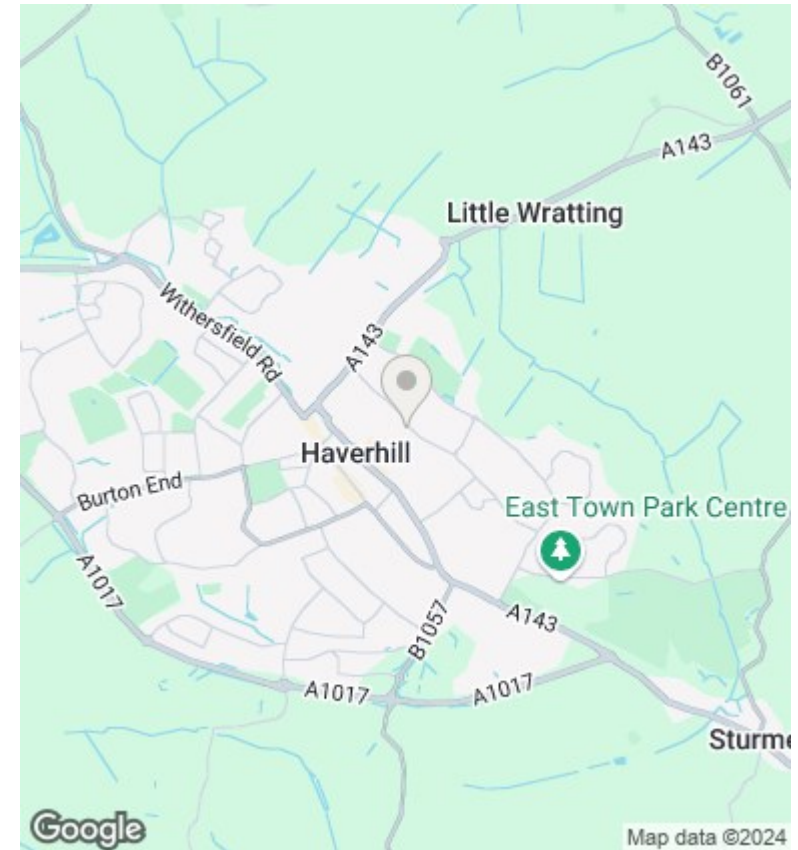 B1061
A143
Little Wratting
Withersfield Rd
A143
Haverhill
Burton End
East Town Park Centre
A1017
B1057
A143
A1017
A1017
Sturme
Google
Map data ©2024